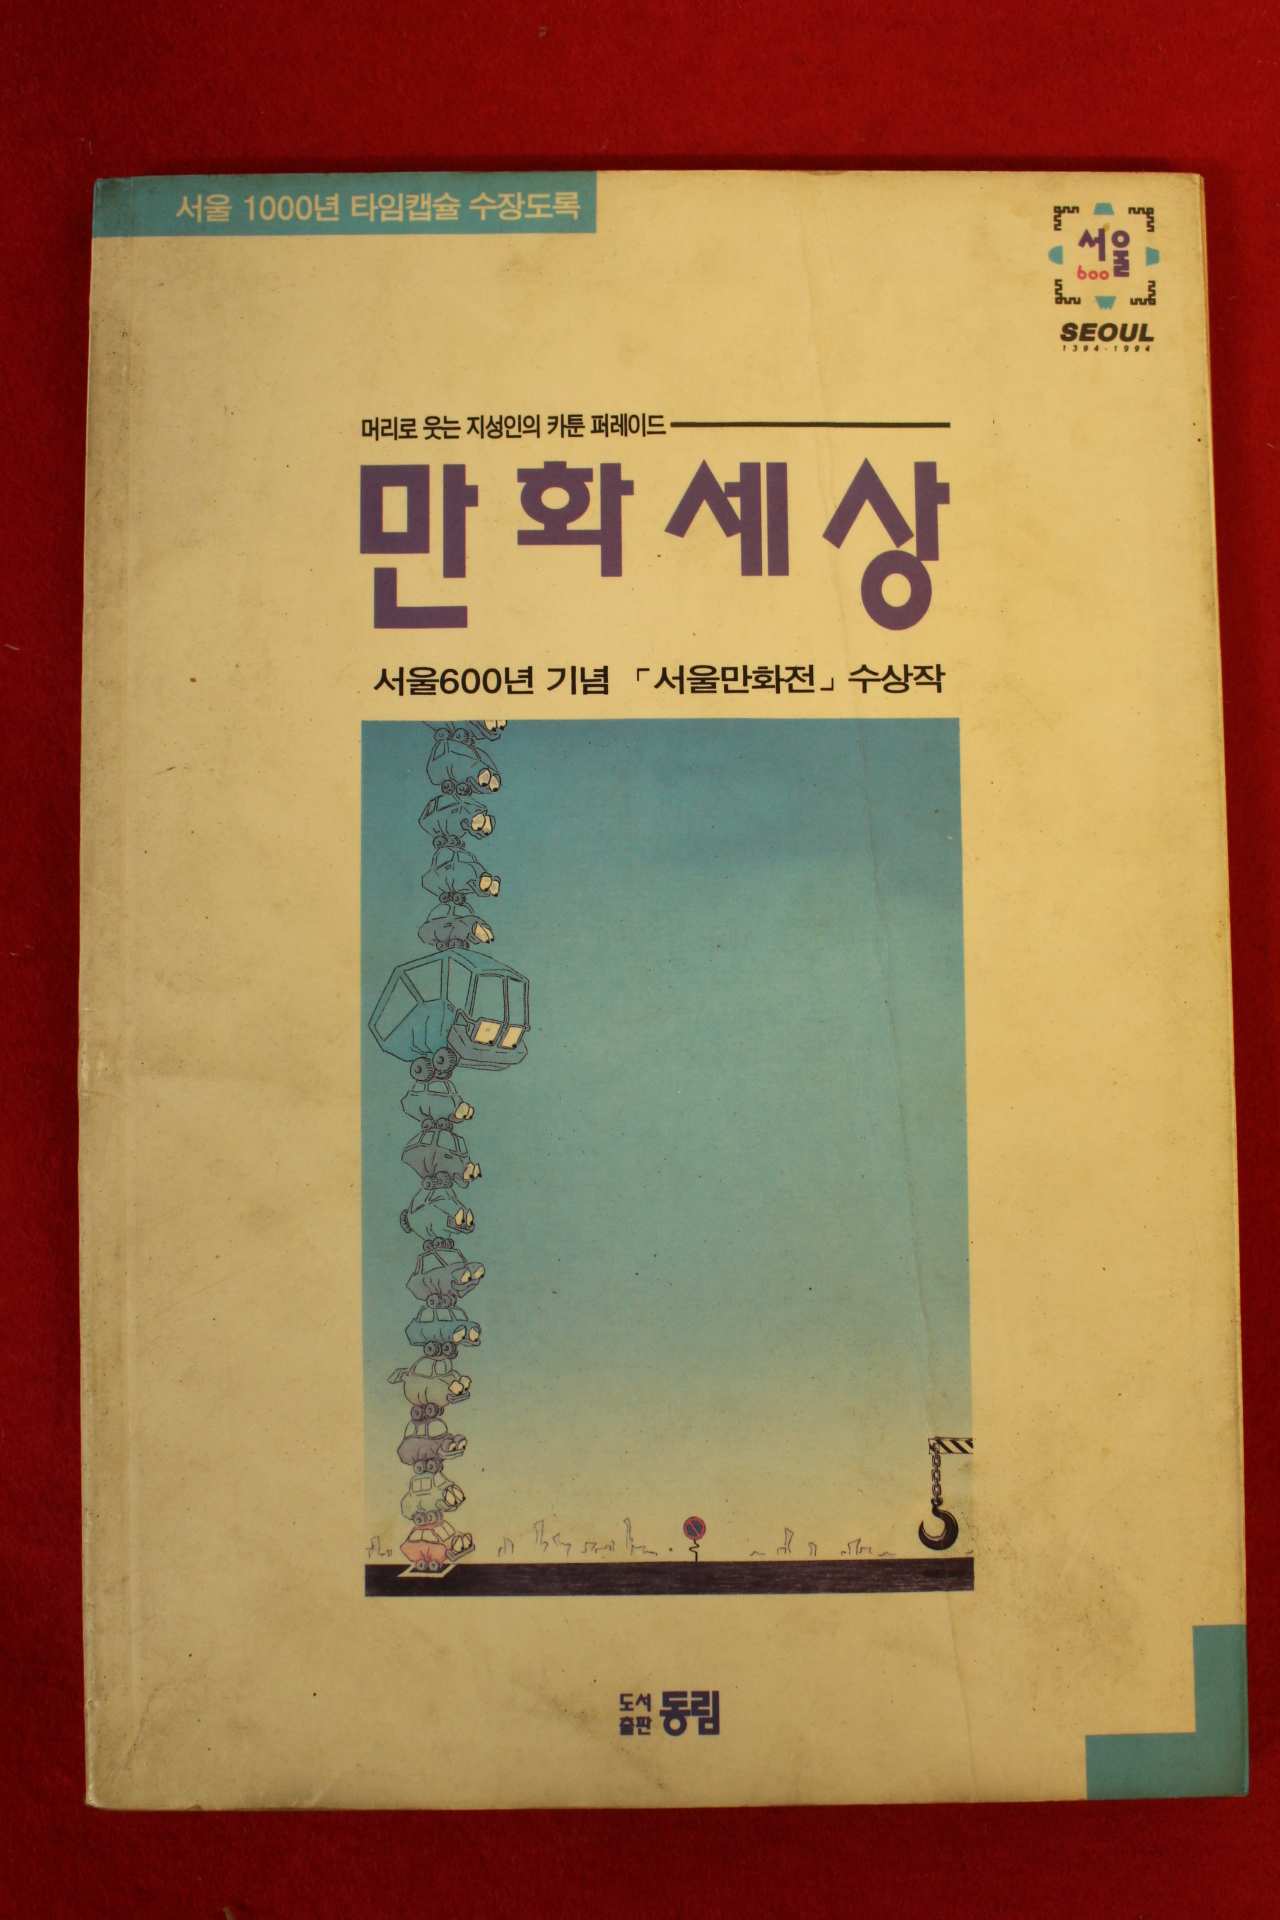 서울 1000년 타임캡슐 수장도록
서울
600
SEOUL
1394-1994
머리로 웃는 지성인의 카툰 퍼레이드
만화세상
서울600년 기념 「서울만화전」 수상작
도서출판 동림